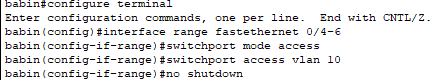 babin#configure terminal
Enter configuration commands, one per line.  End with CNTL/Z.
babin(config)#interface range fastethernet 0/4-6
babin(config-if-range)#switchport mode access
babin(config-if-range)#switchport access vlan 10
babin(config-if-range)#no shutdown